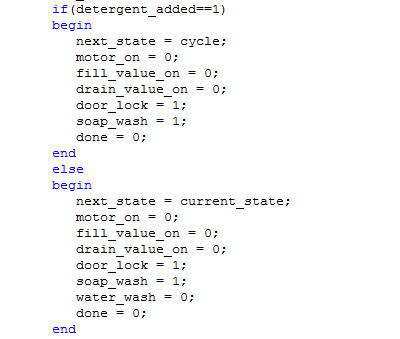 if(detergent_added==1)
begin
next_state = cycle;
motor_on = 0;
fill_value_on = 0;
drain_value_on = 0;
door_lock = 1;
soap_wash = 1;
done = 0;
end
else
begin
next_state = current_state;
motor_on = 0;
fill_value_on = 0;
drain_value_on = 0;
door_lock = 1;
soap_wash = 1;
water_wash = 0;
done = 0;
end